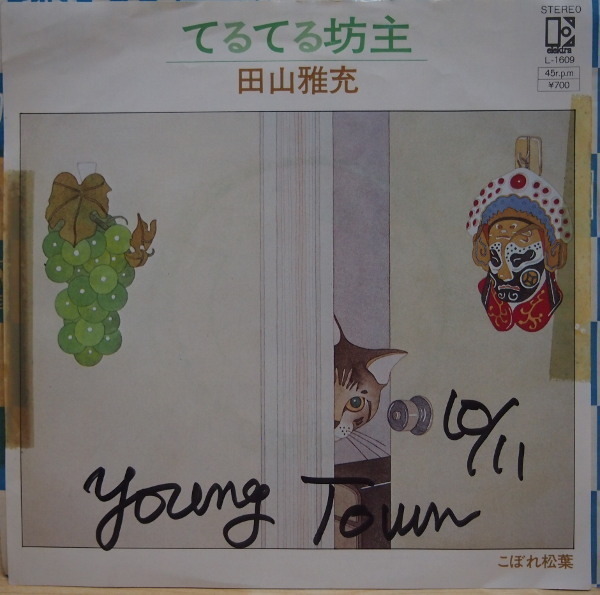 てるてる坊主
田山雅充
STEREO
elektra
L-1609
45r.p.m
¥700
10/11
Young Town
こぼれ松葉